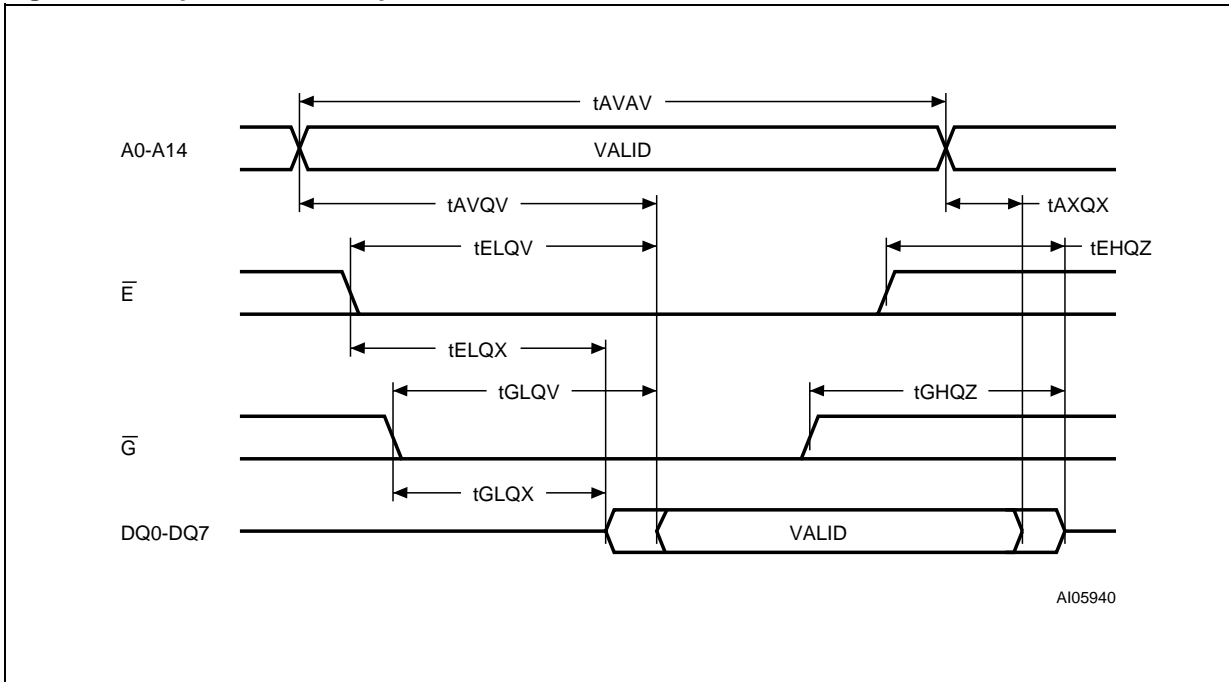 tAVAV
A0-A14 VALID
tAVQV tAXQX
tELQV tEHQZ
E̅
tELQX
tGLQV tGHQZ
G̅
tGLQX
DQ0-DQ7 VALID
AI05940